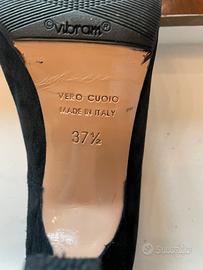 ©vibram®
VERO CUOIO
MADE IN ITALY
37½
subito